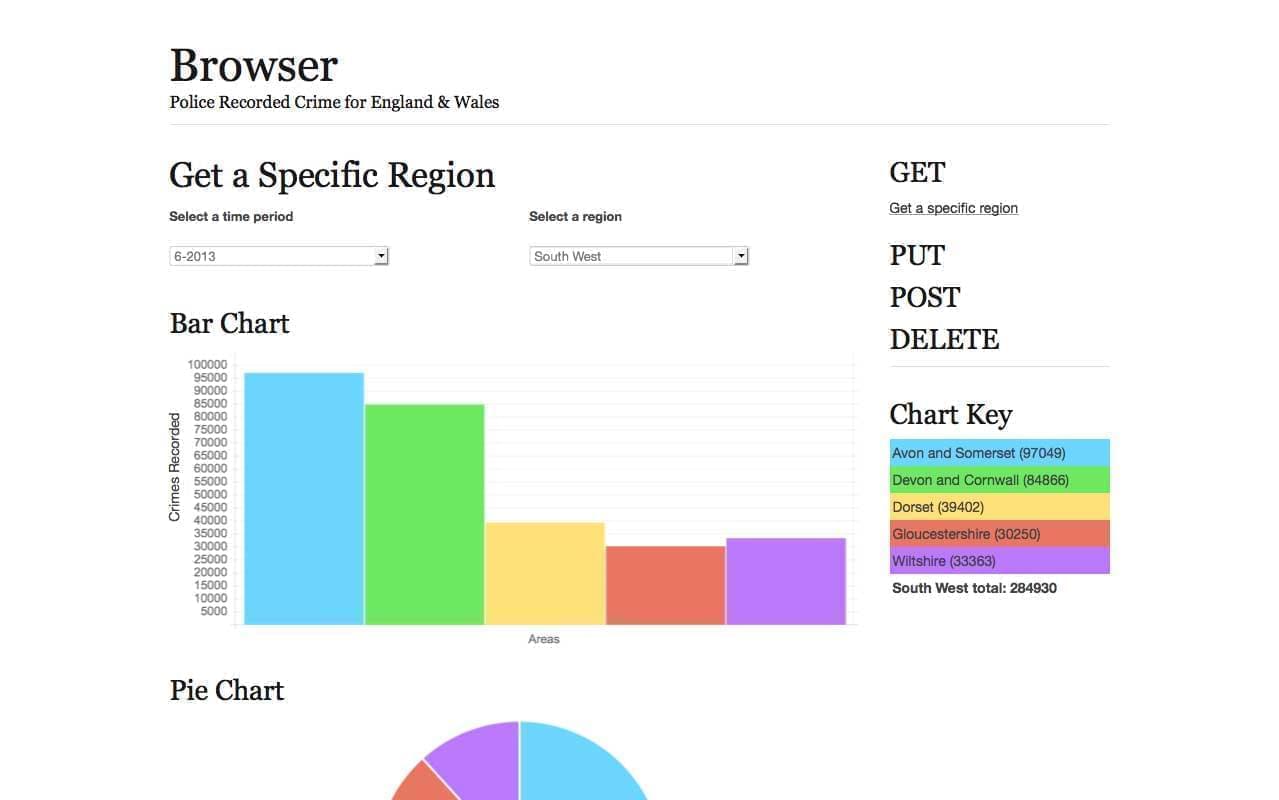 Browser
Police Recorded Crime for England & Wales
Get a Specific Region
Select a time period
6-2013
Select a region
South West
Bar Chart
Crimes Recorded
100000
95000
90000
85000
80000
75000
70000
65000
60000
55000
50000
45000
40000
35000
30000
25000
20000
15000
10000
5000
Areas
Pie Chart
GET
Get a specific region
PUT
POST
DELETE
Chart Key
Avon and Somerset (97049)
Devon and Cornwall (84866)
Dorset (39402)
Gloucestershire (30250)
Wiltshire (33363)
South West total: 284930